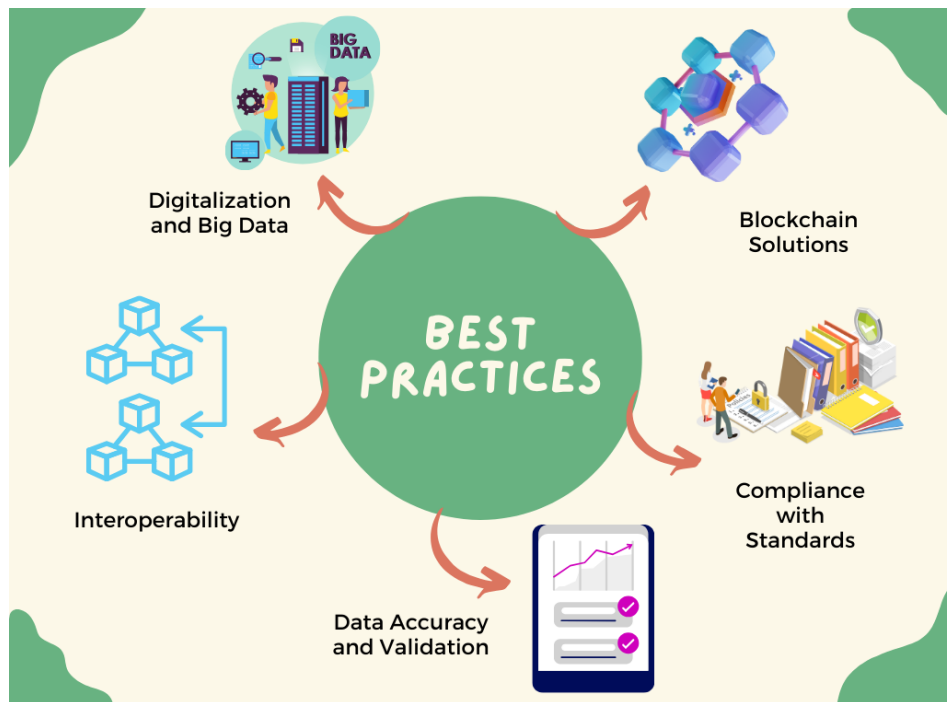 BIG
DATA
Digitalization
and Big Data
Blockchain
Solutions
BEST
PRACTICES
Interoperability
Compliance
with
Standards
Data Accuracy
and Validation